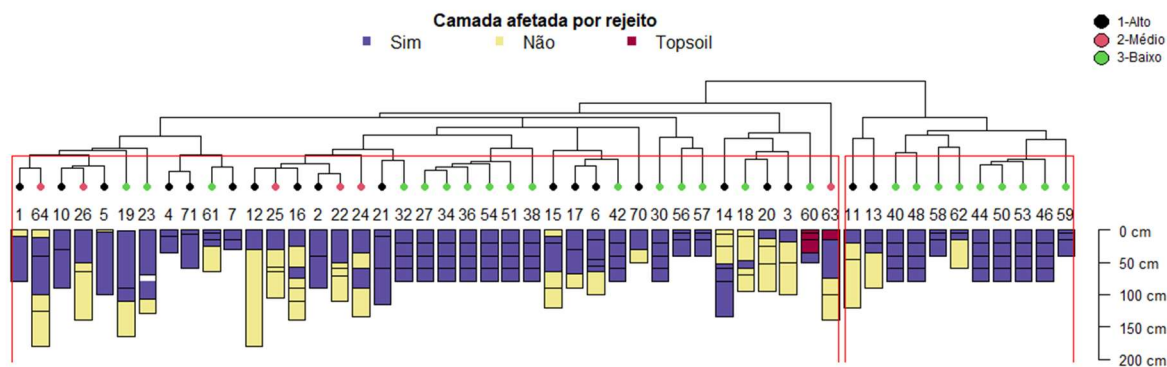 Camada afetada por rejeito
Sim Não Topsoil
1-Alto
2-Médio
3-Baixo
1 64 10 26 5 19 23 4 71 61 7 12 25 16 2 22 24 21 32 27 34 36 54 51 38 15 17 6 42 70 30 56 57 14 18 20 3 60 63 11 13 40 48 58 62 44 50 53 46 59
0 cm
50 cm
100 cm
150 cm
200 cm